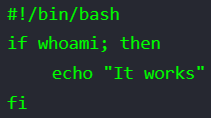 #!/bin/bash
if whoami; then
    echo "It works"
fi